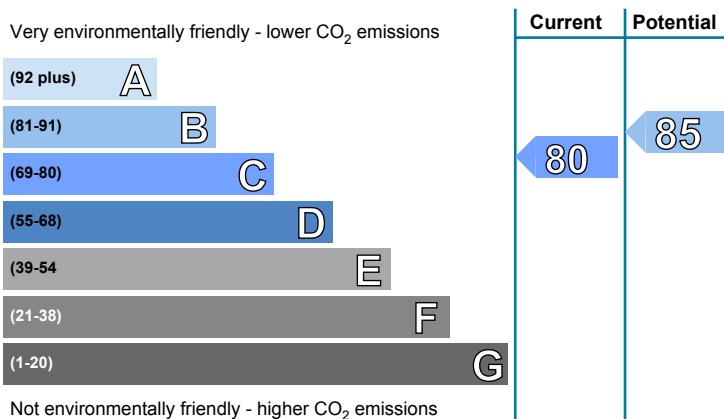 Current Potential
Very environmentally friendly - lower CO2 emissions
(92 plus) A
(81-91) B
(69-80) C
(55-68) D
(39-54 E
(21-38) F
(1-20) G
80
85
Not environmentally friendly - higher CO2 emissions